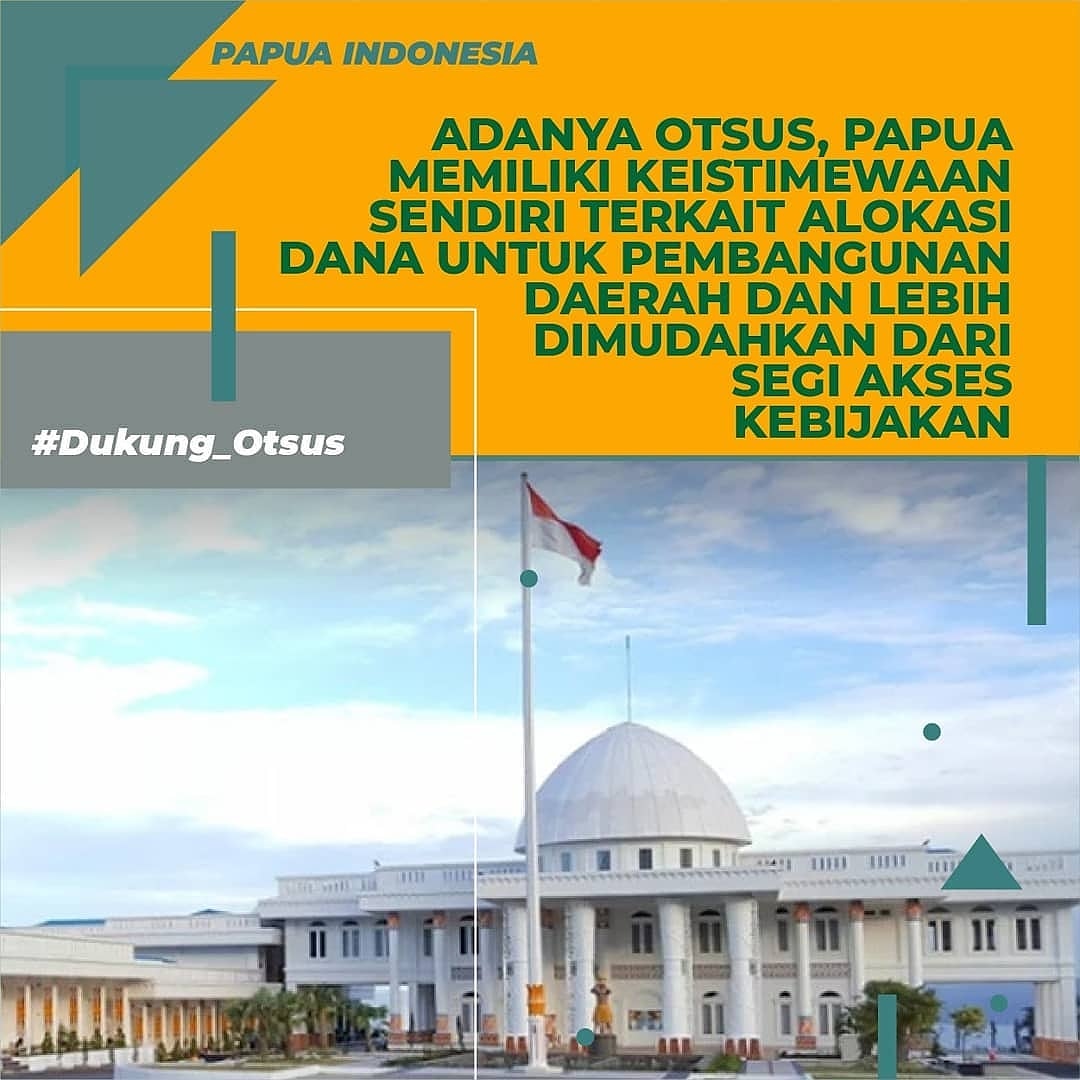 PAPUA INDONESIA
ADANYA OTSUS, PAPUA
MEMILIKI KEISTIMEWAAN
SENDIRI TERKAIT ALOKASI
DANA UNTUK PEMBANGUNAN
DAERAH DAN LEBIH
DIMUDAHKAN DARI
SEGI AKSES
KEBIJAKAN
#Dukung_Otsus